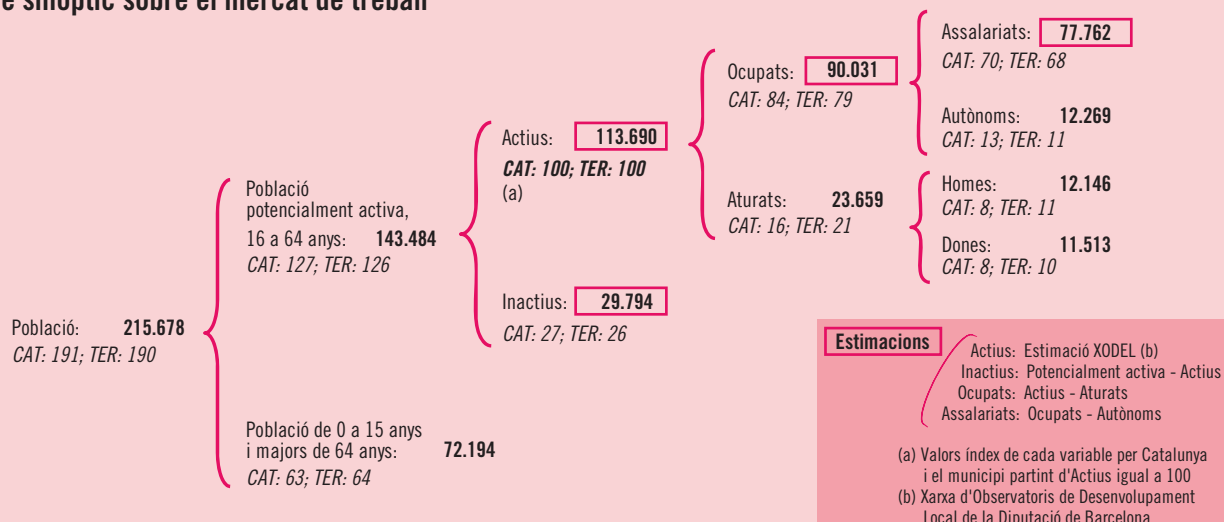 e sinòptic sobre el mercat de treball
Població: 215.678
CAT: 191; TER: 190
Població
potencialment activa,
16 a 64 anys: 143.484
CAT: 127; TER: 126
Població de 0 a 15 anys
i majors de 64 anys: 72.194
CAT: 63; TER: 64
Actius: 113.690
CAT: 100; TER: 100
(a)
Inactius: 29.794
CAT: 27; TER: 26
Ocupats: 90.031
CAT: 84; TER: 79
Aturats: 23.659
CAT: 16; TER: 21
Assalariats: 77.762
CAT: 70; TER: 68
Autònoms: 12.269
CAT: 13; TER: 11
Homes: 12.146
CAT: 8; TER: 11
Dones: 11.513
CAT: 8; TER: 10
Estimacions
Actius: Estimació XODEL (b)
Inactius: Potencialment activa - Actius
Ocupats: Actius - Aturats
Assalariats: Ocupats - Autònoms
(a) Valors índex de cada variable per Catalunya
i el municipi partint d'Actius igual a 100
(b) Xarxa d'Observatoris de Desenvolupament
Local de la Diputació de Barcelona